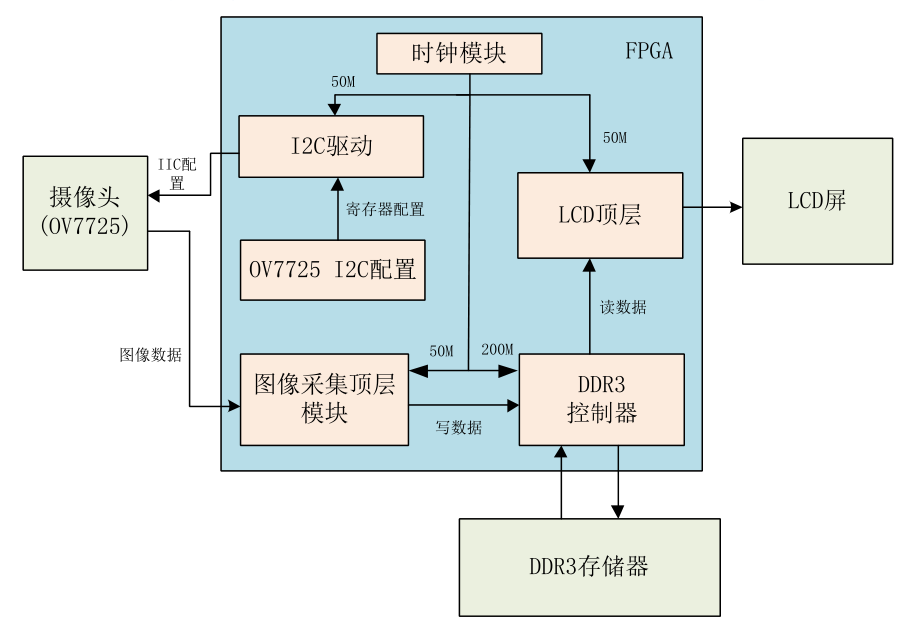 时钟模块
FPGA
50M
50M
I2C驱动
IIC配
置
摄像头
(OV7725)
LCD顶层
LCD屏
寄存器配置
OV7725 I2C配置
读数据
图像数据
50M
200M
图像采集顶层
模块
DDR3
控制器
写数据
DDR3存储器